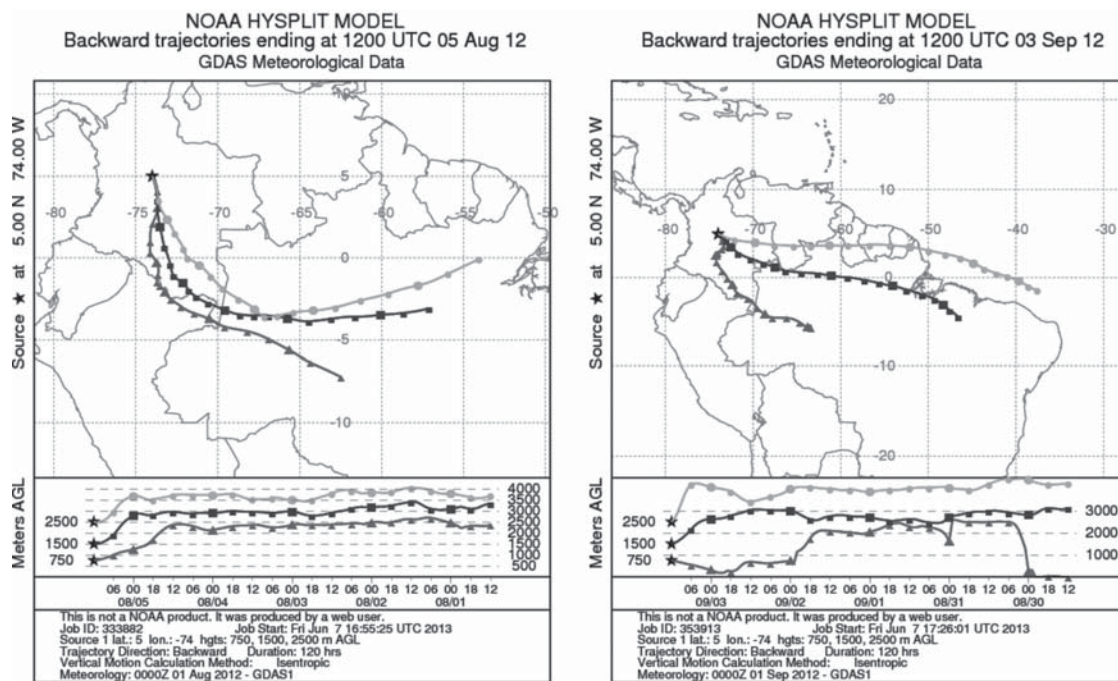 NOAA HYSPLIT MODEL
Backward trajectories ending at 1200 UTC 05 Aug 12
GDAS Meteorological Data
Source ★ at 5.00 N 74.00 W
10
5
-80 -75 -70 -65 -60 -55 -50
0
-5
-10
Meters AGL
2500
1500
750
4000
3500
3000
2500
2000
1500
1000
500
06 00 18 12 06 00 18 12 06 00 18 12 06 00 18 12 06 00 18 12
08/05 08/04 08/03 08/02 08/01
This is not a NOAA product. It was produced by a web user.
Job ID: 333882 Job Start: Fri Jun 7 16:55:25 UTC 2013
Source 1 lat.: 5 lon.: -74 hgts: 750, 1500, 2500 m AGL
Trajectory Direction: Backward Duration: 120 hrs
Vertical Motion Calculation Method: Isentropic
Meteorology: 0000Z 01 Aug 2012 - GDAS1
NOAA HYSPLIT MODEL
Backward trajectories ending at 1200 UTC 03 Sep 12
GDAS Meteorological Data
Source ★ at 5.00 N 74.00 W
20
10
-80 -70 -60 -50 -40 -30
0
-10
-20
Meters AGL
2500
1500
750
3000
2000
1000
06 00 18 12 06 00 18 12 06 00 18 12 06 00 18 12 06 00 18 12
09/03 09/02 09/01 08/31 08/30
This is not a NOAA product. It was produced by a web user.
Job ID: 353913 Job Start: Fri Jun 7 17:26:01 UTC 2013
Source 1 lat.: 5 lon.: -74 hgts: 750, 1500, 2500 m AGL
Trajectory Direction: Backward Duration: 120 hrs
Vertical Motion Calculation Method: Isentropic
Meteorology: 0000Z 01 Sep 2012 - GDAS1